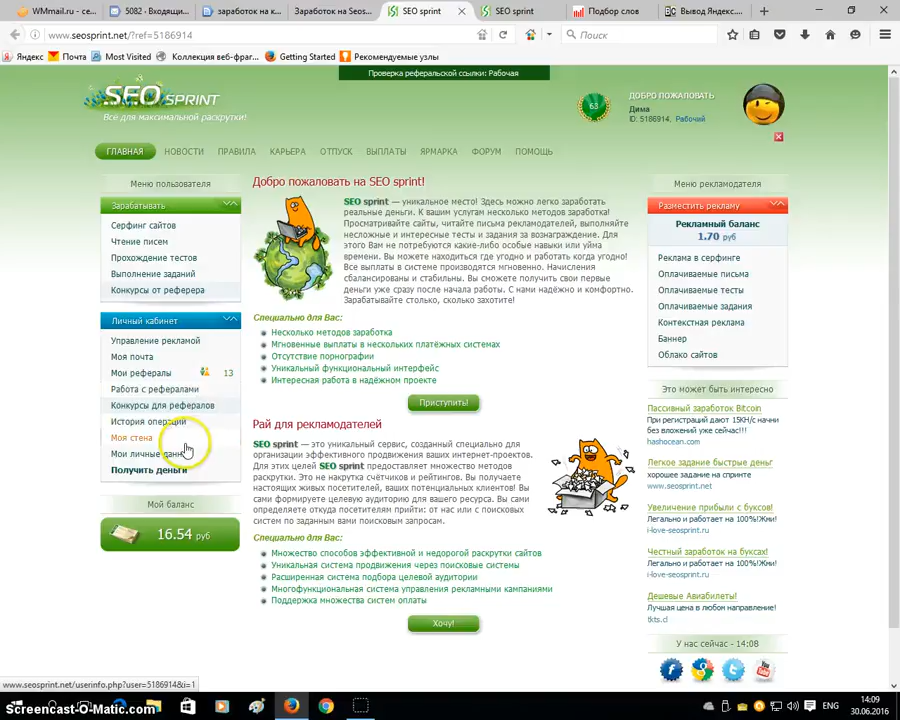 WMmail.ru - се...
5082 - Входящи...
заработок на к...
Заработок на Seos...
SEO sprint
SEO sprint
Подбор слов
Вывод Яндекс....
www.seosprint.net/?ref=5186914
Поиск
Яндекс
Почта
Most Visited
Коллекция веб-фраг...
Getting Started
Рекомендуемые узлы
Проверка реферальской ссылки: Рабочая
SEO SPRINT
Всё для максимальной раскрутки!
63
ДОБРО ПОЖАЛОВАТЬ
Дима
ID: 5186914, Рабочий
ГЛАВНАЯ НОВОСТИ ПРАВИЛА КАРЬЕРА ОТПУСК ВЫПЛАТЫ ЯРМАРКА ФОРУМ ПОМОЩЬ
Меню пользователя
Зарабатывать
Серфинг сайтов
Чтение писем
Прохождение тестов
Выполнение заданий
Конкурсы от реферера
Личный кабинет
Управление рекламой
Моя почта
Мои рефералы 13
Работа с рефералами
Конкурсы для рефералов
История операций
Моя стена
Мои личные данн
Получить деньги
Мой баланс
16.54 руб
Добро пожаловать на SEO sprint!
SEO sprint — уникальное место! Здесь можно легко заработать
реальные деньги. К вашим услугам несколько методов заработка!
Просматривайте сайты, читайте письма рекламодателей, выполняйте
несложные и интересные тесты и задания за вознаграждение. Для
этого Вам не потребуются какие-либо особые навыки или уйма
времени. Вы можете находиться где угодно и работать когда угодно!
Все выплаты в системе производятся мгновенно. Начисления
сбалансированы и стабильны. Вы сможете получить свои первые
деньги уже сразу после начала работы. С нами надёжно и комфортно.
Зарабатывайте столько, сколько захотите!
Специально для Вас:
Несколько методов заработка
Мгновенные выплаты в нескольких платёжных системах
Отсутствие порнографии
Уникальный функциональный интерфейс
Интересная работа в надёжном проекте
Приступить!
Рай для рекламодателей
SEO sprint — это уникальный сервис, созданный специально для
организации эффективного продвижения ваших интернет-проектов.
Для этих целей SEO sprint предоставляет множество методов
раскрутки. Это не накрутка счётчиков и рейтингов. Вы получаете
настоящих живых посетителей, ваших потенциальных клиентов! Вы
сами формируете целевую аудиторию для вашего ресурса. Вы сами
определяете откуда посетителям прийти: от нас или с поисковых
систем по заданным вами поисковым запросам.
Специально для Вас:
Множество способов эффективной и недорогой раскрутки сайтов
Уникальная система продвижения через поисковые системы
Расширенная система подбора целевой аудитории
Многофункциональная система управления рекламными кампаниями
Поддержка множества систем оплаты
Хочу!
Меню рекламодателя
Разместить рекламу
Рекламный баланс
1.70 руб
Реклама в серфинге
Оплачиваемые письма
Оплачиваемые тесты
Оплачиваемые задания
Контекстная реклама
Баннер
Облако сайтов
Это может быть интересно
Пассивный заработок Bitcoin
При регистрации дают 15KH/с начни
без вложений уже сейчас!!!
hashocean.com
Легкое задание быстрые деньг
хорошее задание на спринте
www.seosprint.net
Увеличение прибыли с буксов!
Легально и работает на 100%!Жми!
i-love-seosprint.ru
Честный заработок на буксах!
Легально и работает на 100%!Жми!
i-love-seosprint.ru
Дешевые Авиабилеты!
Лучшая цена в любом направление!
tkts.cl
У нас сейчас - 14:08
www.seosprint.net/userinfo.php?user=5186914&i=1
Screencast-O-Matic.com
ENG
14:09
30.06.2016